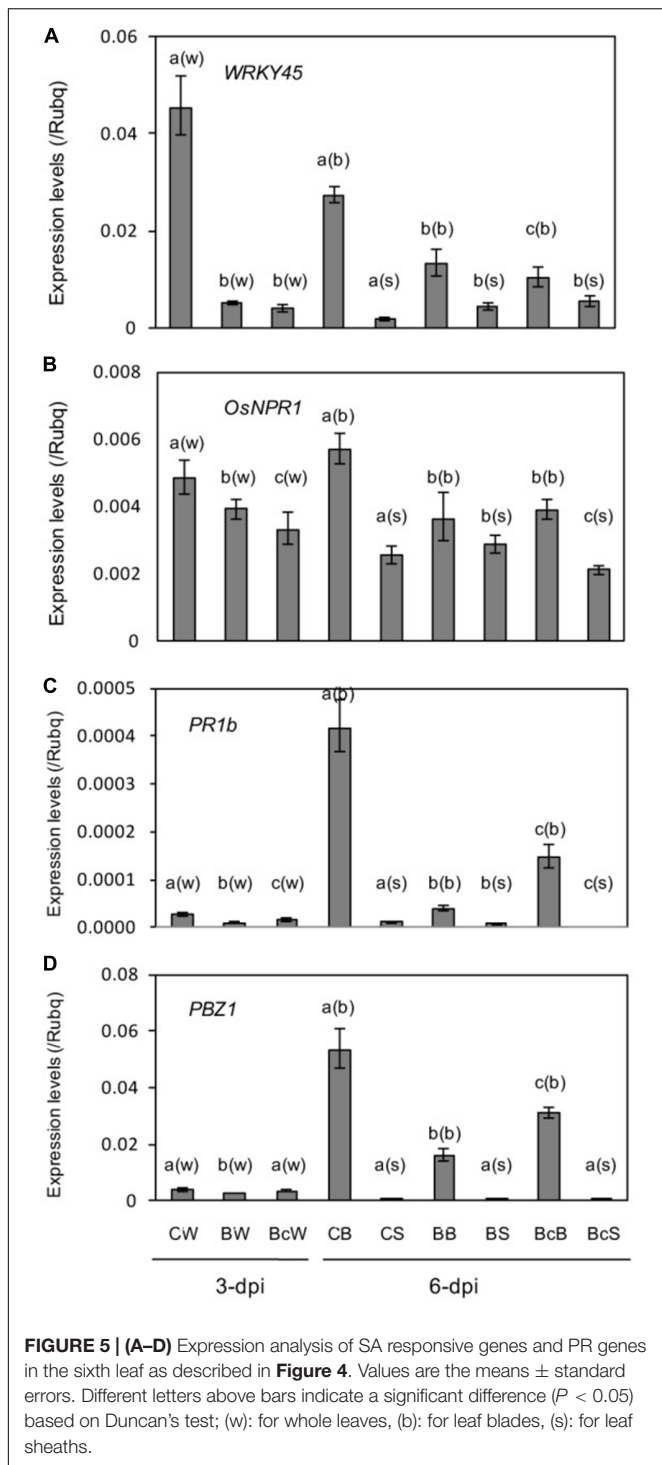 A
Expression levels (/Rubq)
0.06
0.04
0.02
0
WRKY45
a(w)
b(w) b(w)
a(b)
a(s)
b(b)
b(s)
c(b)
b(s)
B
Expression levels (/Rubq)
0.008
0.006
0.004
0.002
0
OsNPR1
a(w)
b(w)
c(w)
a(b)
a(s)
b(b)
b(s)
b(b)
c(s)
C
Expression levels (/Rubq)
0.0005
0.0004
0.0003
0.0002
0.0001
0.0000
PR1b
a(w) b(w) c(w)
a(b)
a(s) b(b) b(s)
c(b)
c(s)
D
Expression levels (/Rubq)
0.08
0.06
0.04
0.02
0
PBZ1
a(w) b(w) a(w)
a(b)
a(s)
b(b)
a(s)
c(b)
a(s)
CW BW BcW CB CS BB BS BcB BcS
3-dpi 6-dpi
FIGURE 5 | (A–D) Expression analysis of SA responsive genes and PR genes
in the sixth leaf as described in Figure 4. Values are the means ± standard
errors. Different letters above bars indicate a significant difference (P < 0.05)
based on Duncan's test; (w): for whole leaves, (b): for leaf blades, (s): for leaf
sheaths.